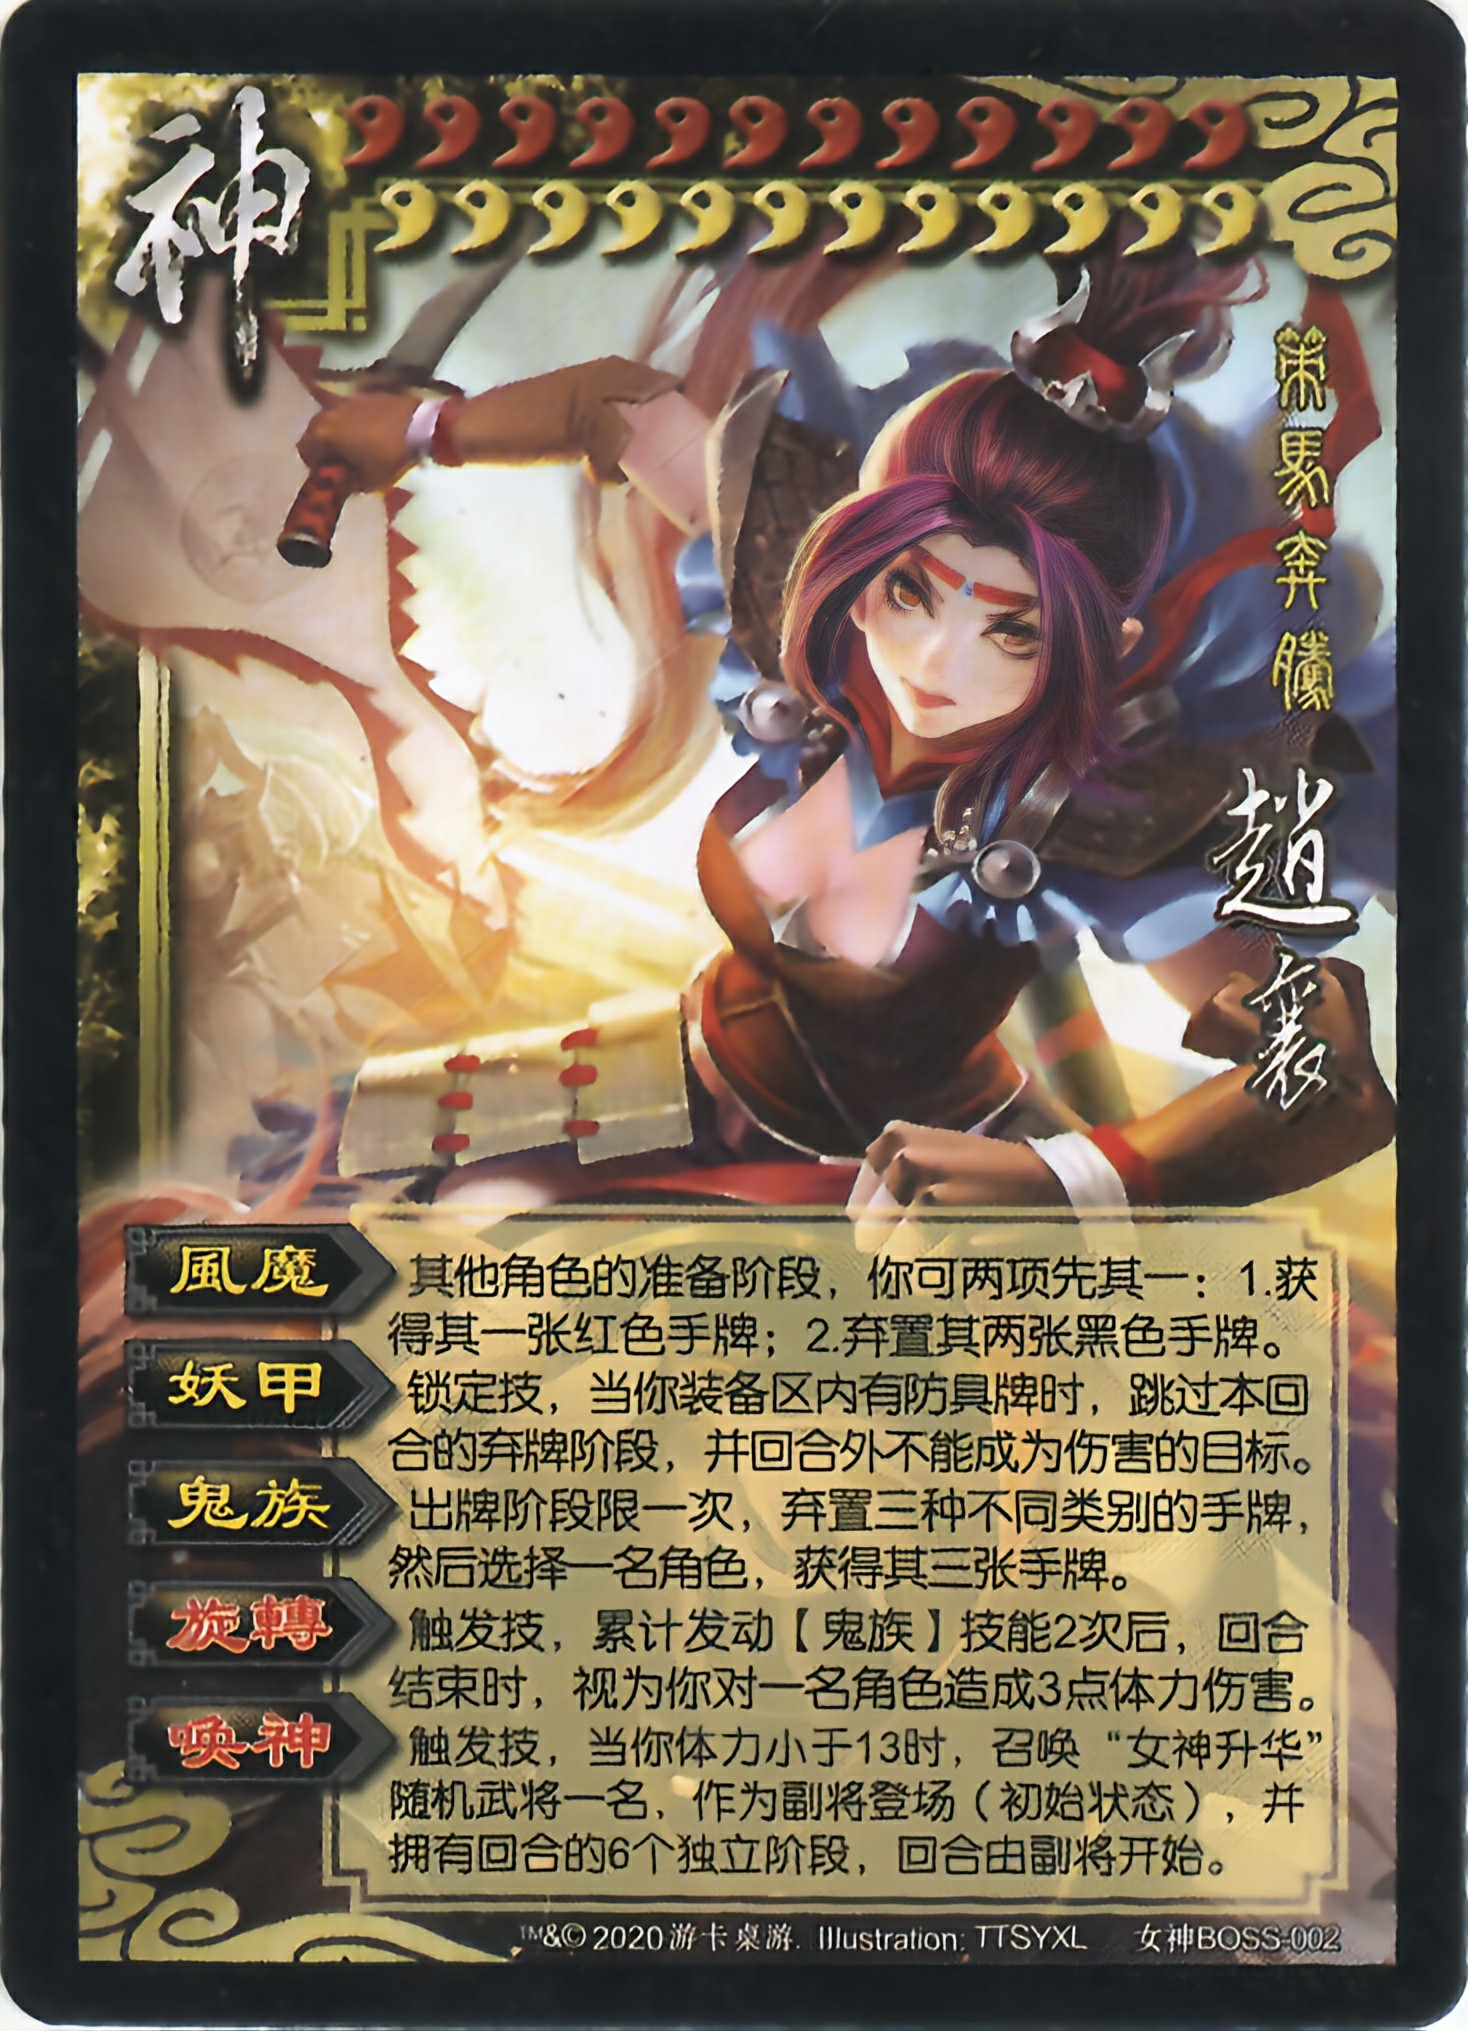 神
策馬奔騰
趙襄
風魔
其他角色的准备阶段，你可两项先其一：1.获
得其一张红色手牌；2.弃置其两张黑色手牌。
妖甲
锁定技，当你装备区内有防具牌时，跳过本回
合的弃牌阶段，并回合外不能成为伤害的目标。
鬼族
出牌阶段限一次，弃置三种不同类别的手牌，
然后选择一名角色，获得其三张手牌。
旋轉
触发技，累计发动【鬼族】技能2次后，回合
结束时，视为你对一名角色造成3点体力伤害。
唤神
触发技，当你体力小于13时，召唤“女神升华”
随机武将一名，作为副将登场（初始状态），并
拥有回合的6个独立阶段，回合由副将开始。
™&© 2020游卡桌游. Illustration: TTSYXL 女神BOSS-002